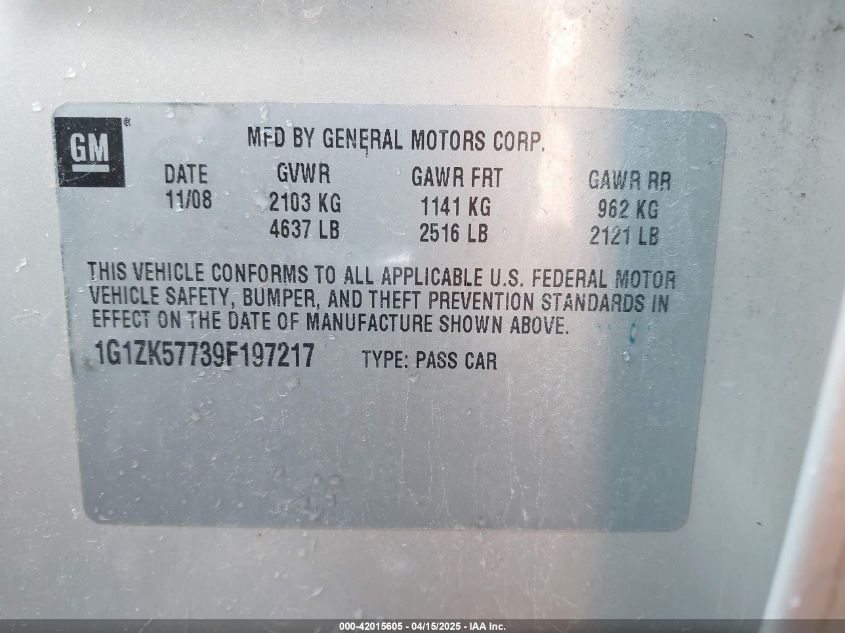 GM®
MFD BY GENERAL MOTORS CORP.
DATE GVWR GAWR FRT GAWR RR
11/08 2103 KG 1141 KG 962 KG
4637 LB 2516 LB 2121 LB
THIS VEHICLE CONFORMS TO ALL APPLICABLE U.S. FEDERAL MOTOR
VEHICLE SAFETY, BUMPER, AND THEFT PREVENTION STANDARDS IN
EFFECT ON THE DATE OF MANUFACTURE SHOWN ABOVE.
1G1ZK57739F197217 TYPE: PASS CAR
000-42015605 - 04/15/2025 - IAA Inc.